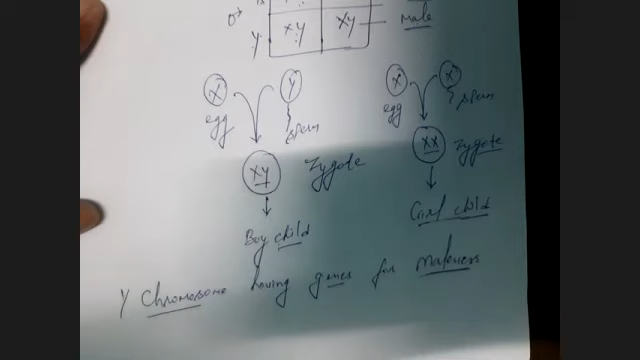 ♂
Y XY XY male
X Y X X
egg sperm egg sperm
XY Zygote XX Zygote
Boy child Girl child
Y Chromosome having genes for maleness